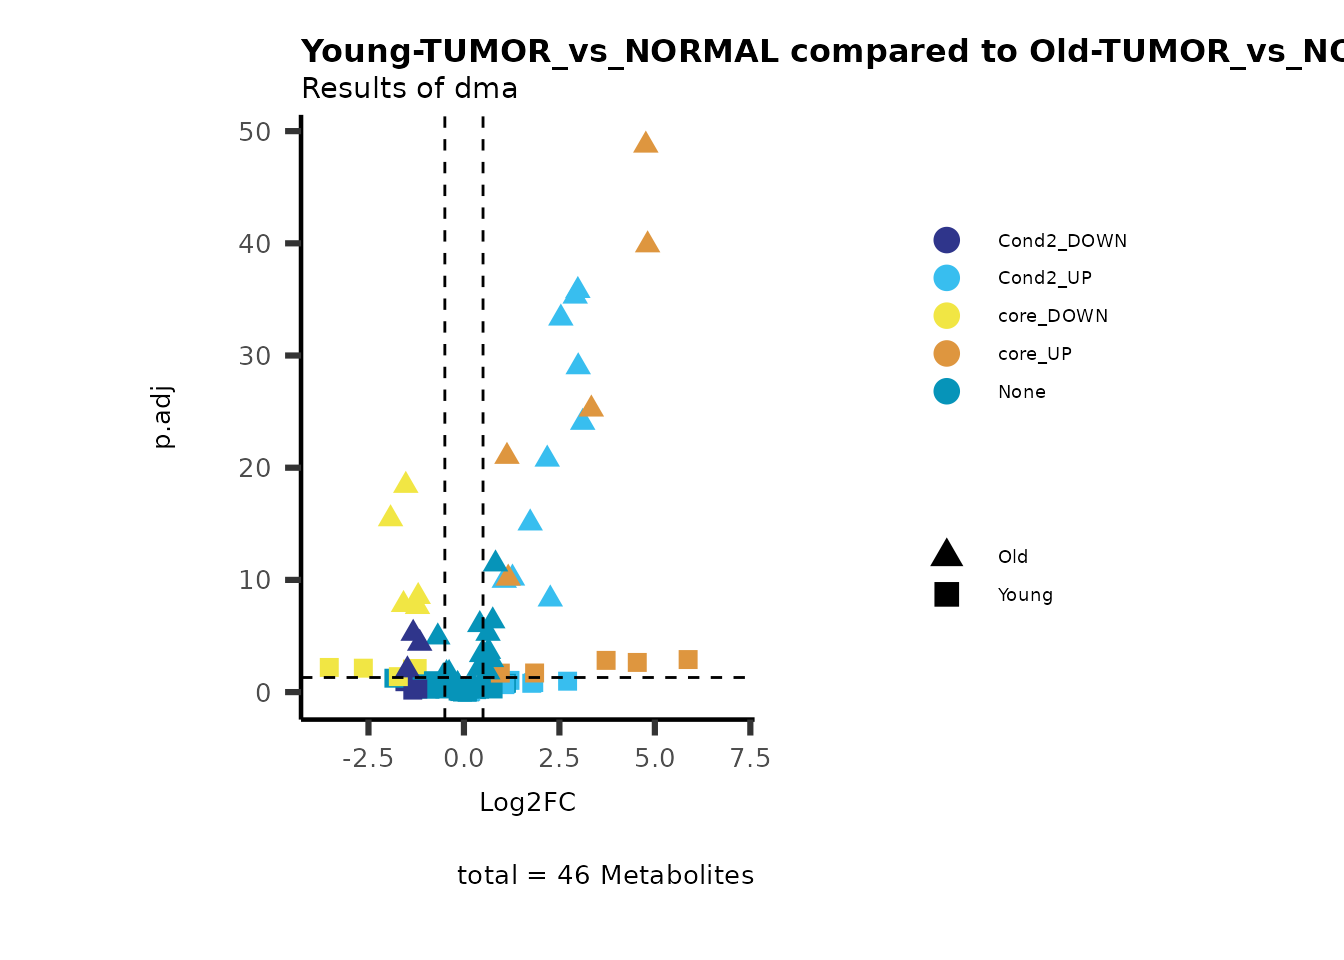 Young-TUMOR_vs_NORMAL compared to Old-TUMOR_vs_NO
Results of dma
50
40
30
20
10
0
p.adj
-2.5 0.0 2.5 5.0 7.5
Log2FC
total = 46 Metabolites
Cond2_DOWN
Cond2_UP
core_DOWN
core_UP
None
Old
Young